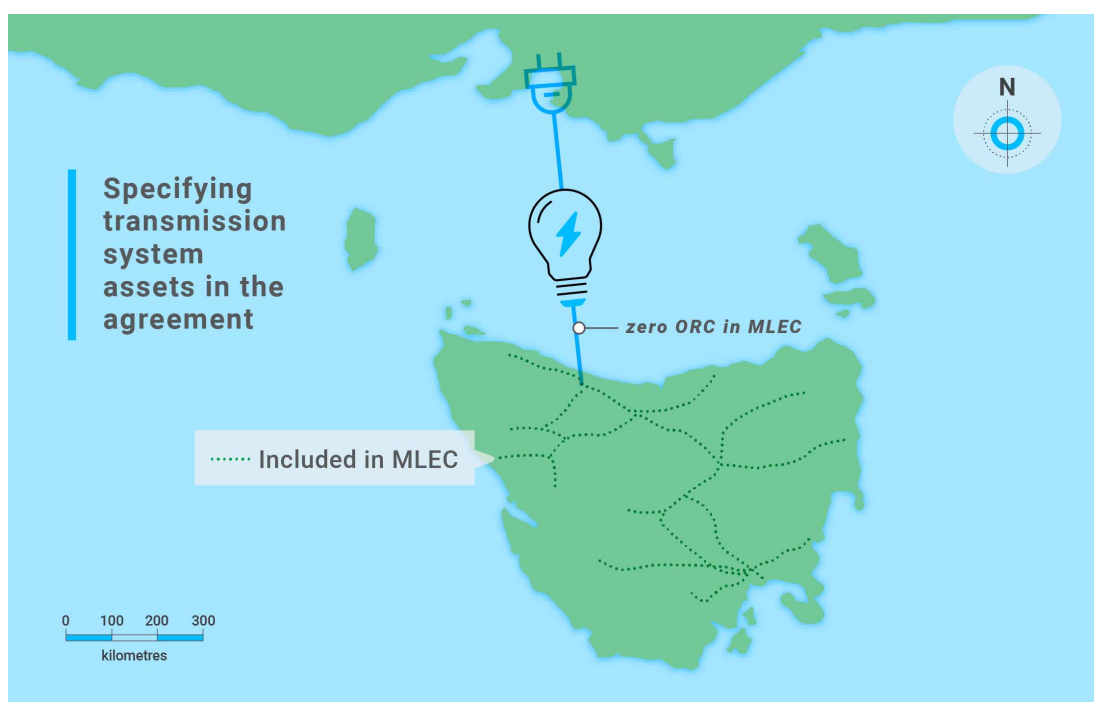 N
Specifying
transmission
system
assets in the
agreement
zero ORC in MLEC
Included in MLEC
0 100 200 300
kilometres